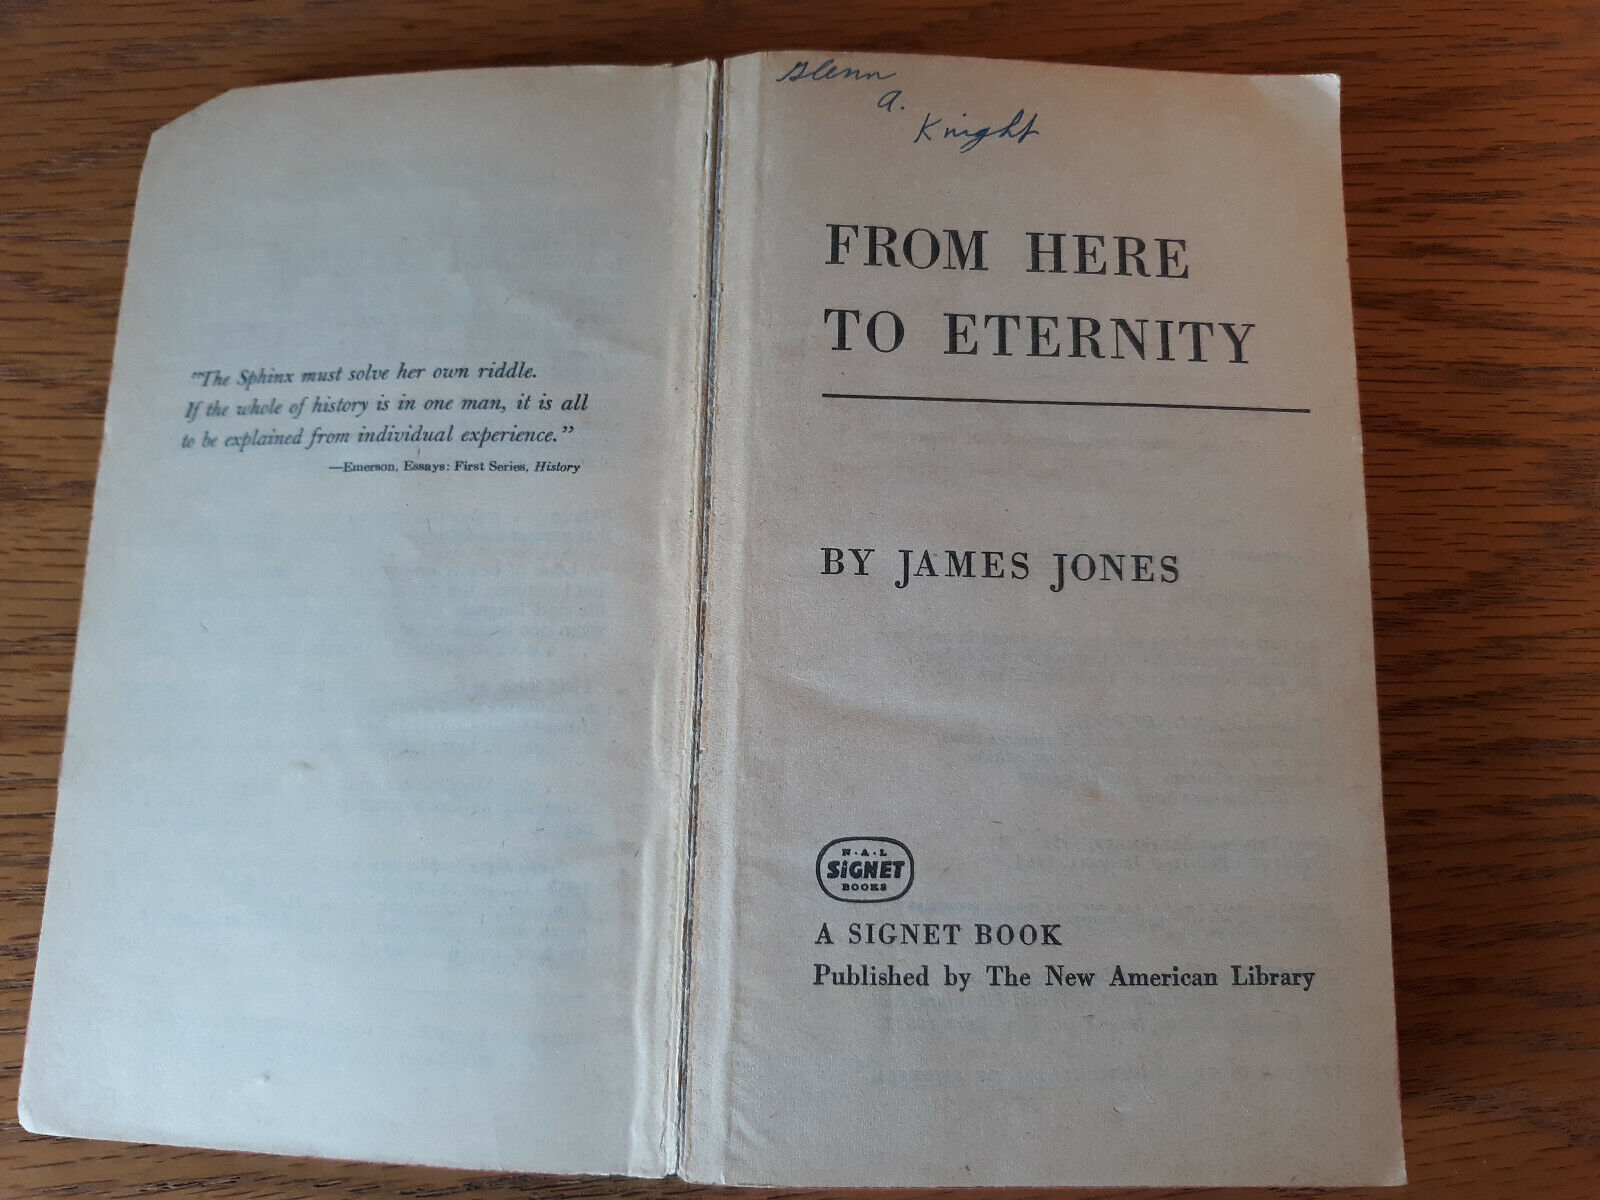 "The Sphinx must solve her own riddle.
If the whole of history is in one man, it is all
to be explained from individual experience."
—Emerson, Essays: First Series, History
Glenn
A.
Knight
FROM HERE
TO ETERNITY
BY JAMES JONES
N·A·L
SIGNET
BOOKS
A SIGNET BOOK
Published by The New American Library